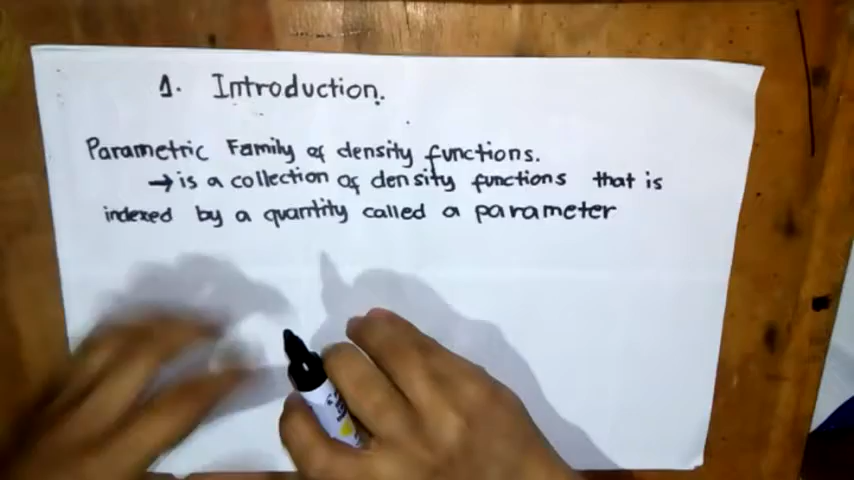 1. Introduction.
Parametric Family of density functions.
→ is a collection of density functions that is
indexed by a quantity called a parameter